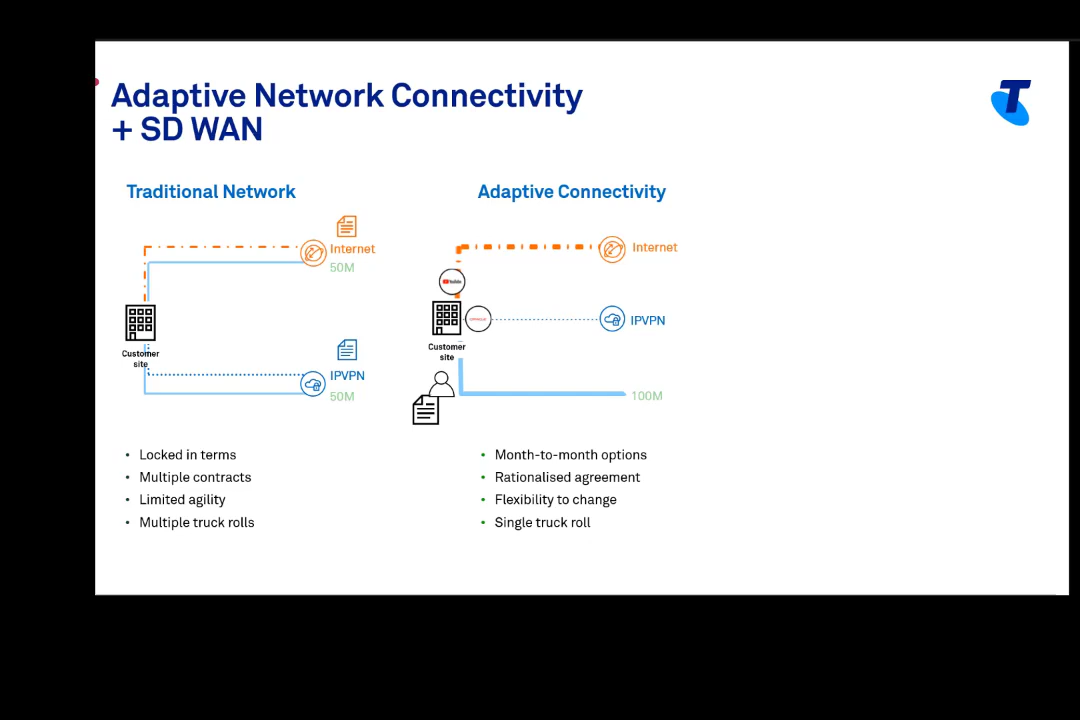 Adaptive Network Connectivity
+ SD WAN
Traditional Network
Internet
50M
Customer
site
IPVPN
50M
• Locked in terms
• Multiple contracts
• Limited agility
• Multiple truck rolls
Adaptive Connectivity
Internet
YouTube
ORACLE
IPVPN
Customer
site
100M
• Month-to-month options
• Rationalised agreement
• Flexibility to change
• Single truck roll
T